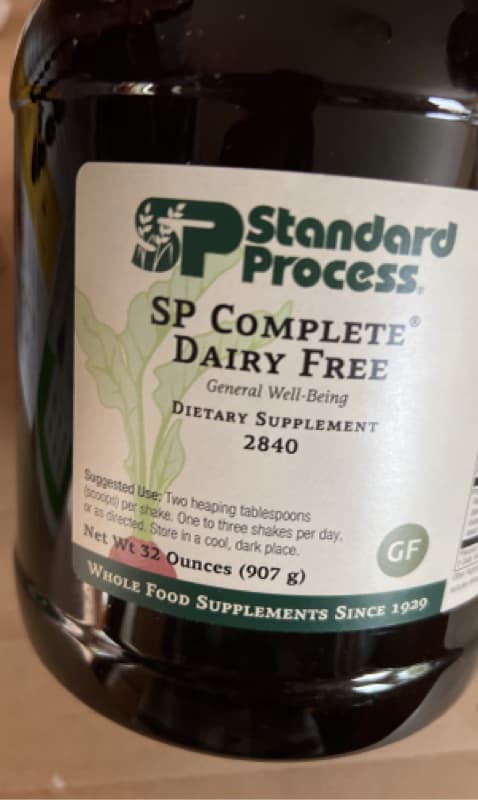 SP Standard
Process®
SP COMPLETE®
DAIRY FREE
General Well-Being
DIETARY SUPPLEMENT
2840
Suggested Use: Two heaping tablespoons
(scoops) per shake. One to three shakes per day,
or as directed. Store in a cool, dark place.
Net Wt 32 Ounces (907 g)
GF
WHOLE FOOD SUPPLEMENTS SINCE 1929